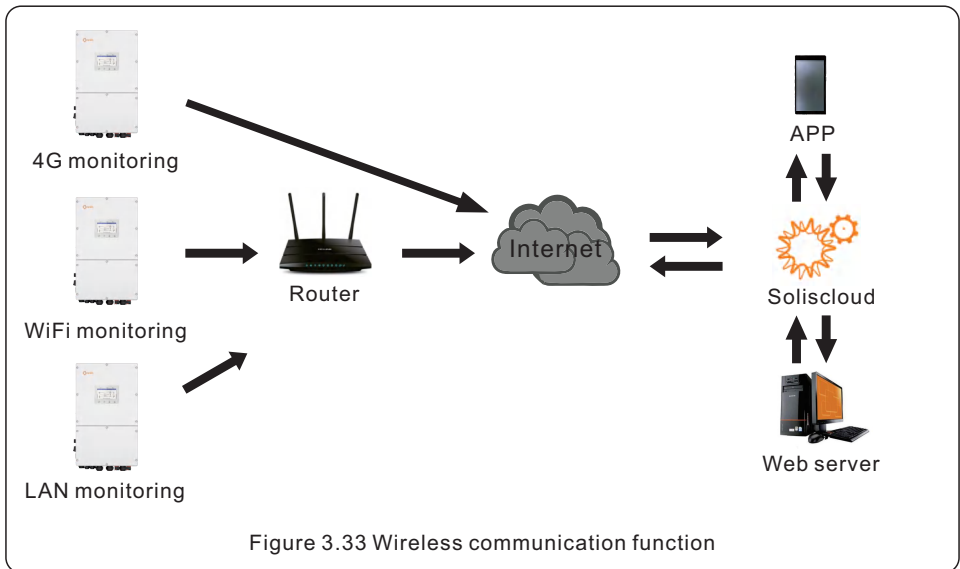 4G monitoring
WiFi monitoring
LAN monitoring
Router
Internet
APP
Soliscloud
Web server
Figure 3.33 Wireless communication function